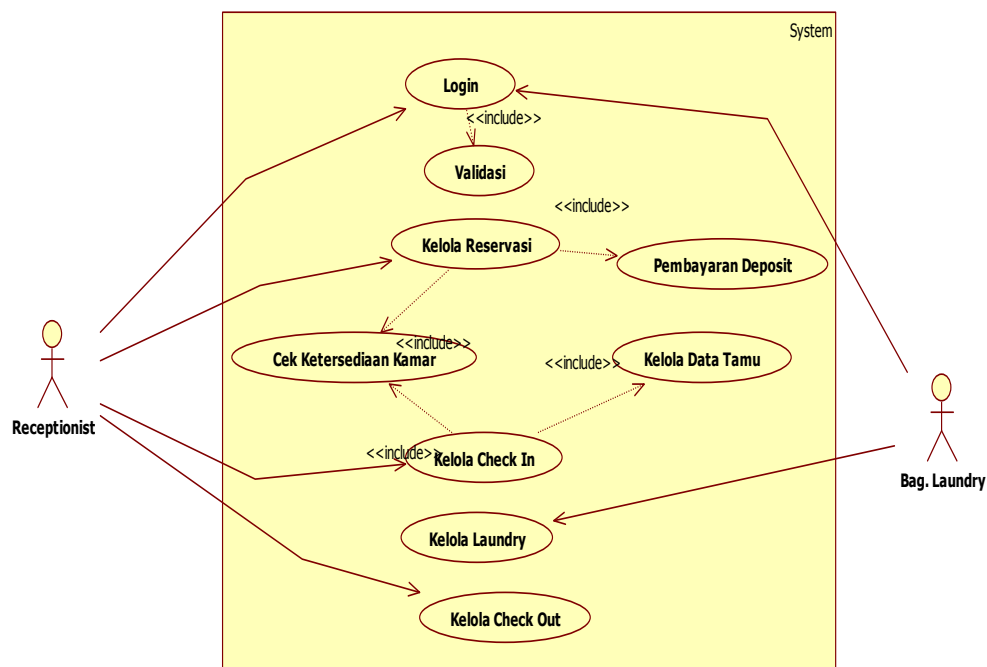 System
Login
<<include>>
Validasi
<<include>>
Kelola Reservasi
Pembayaran Deposit
<<include>>
Cek Ketersediaan Kamar
<<include>>
Kelola Data Tamu
Receptionist
<<include>>
Kelola Check In
Bag. Laundry
Kelola Laundry
Kelola Check Out